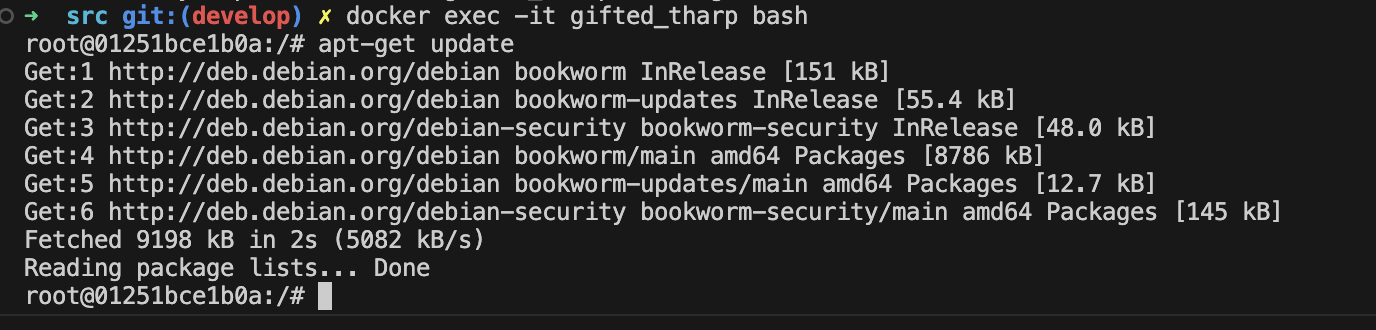 ➜ src git:(develop) ✗ docker exec -it gifted_tharp bash
root@01251bce1b0a:/# apt-get update
Get:1 http://deb.debian.org/debian bookworm InRelease [151 kB]
Get:2 http://deb.debian.org/debian bookworm-updates InRelease [55.4 kB]
Get:3 http://deb.debian.org/debian-security bookworm-security InRelease [48.0 kB]
Get:4 http://deb.debian.org/debian bookworm/main amd64 Packages [8786 kB]
Get:5 http://deb.debian.org/debian bookworm-updates/main amd64 Packages [12.7 kB]
Get:6 http://deb.debian.org/debian-security bookworm-security/main amd64 Packages [145 kB]
Fetched 9198 kB in 2s (5082 kB/s)
Reading package lists... Done
root@01251bce1b0a:/#